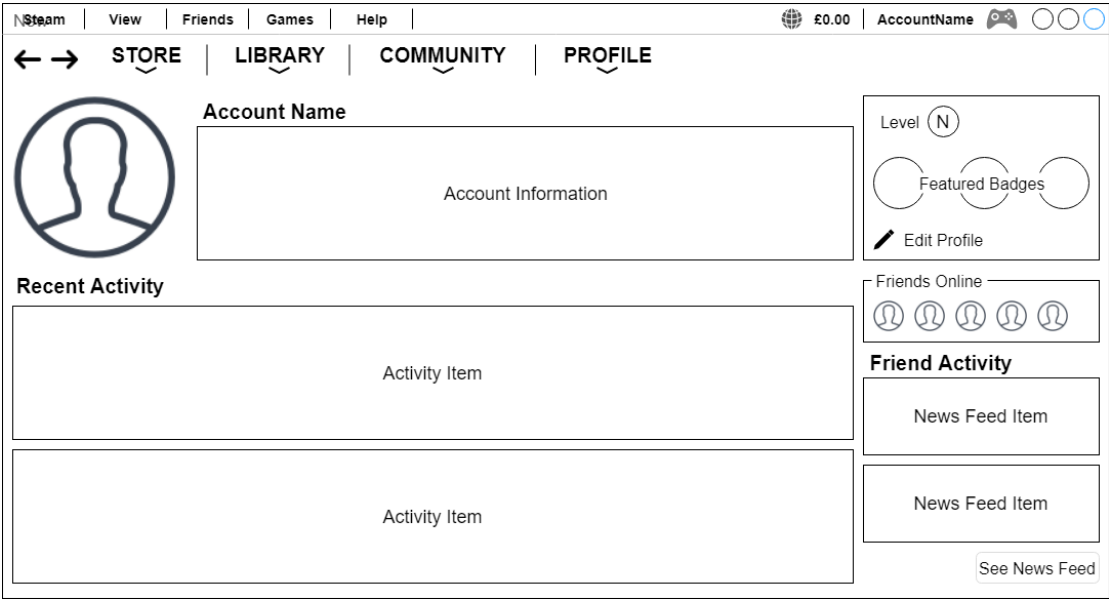 Steam View Friends Games Help £0.00 AccountName
STORE LIBRARY COMMUNITY PROFILE
Account Name
Account Information
Level N
Featured Badges
Edit Profile
Recent Activity
Activity Item
Activity Item
Friends Online
Friend Activity
News Feed Item
News Feed Item
See News Feed